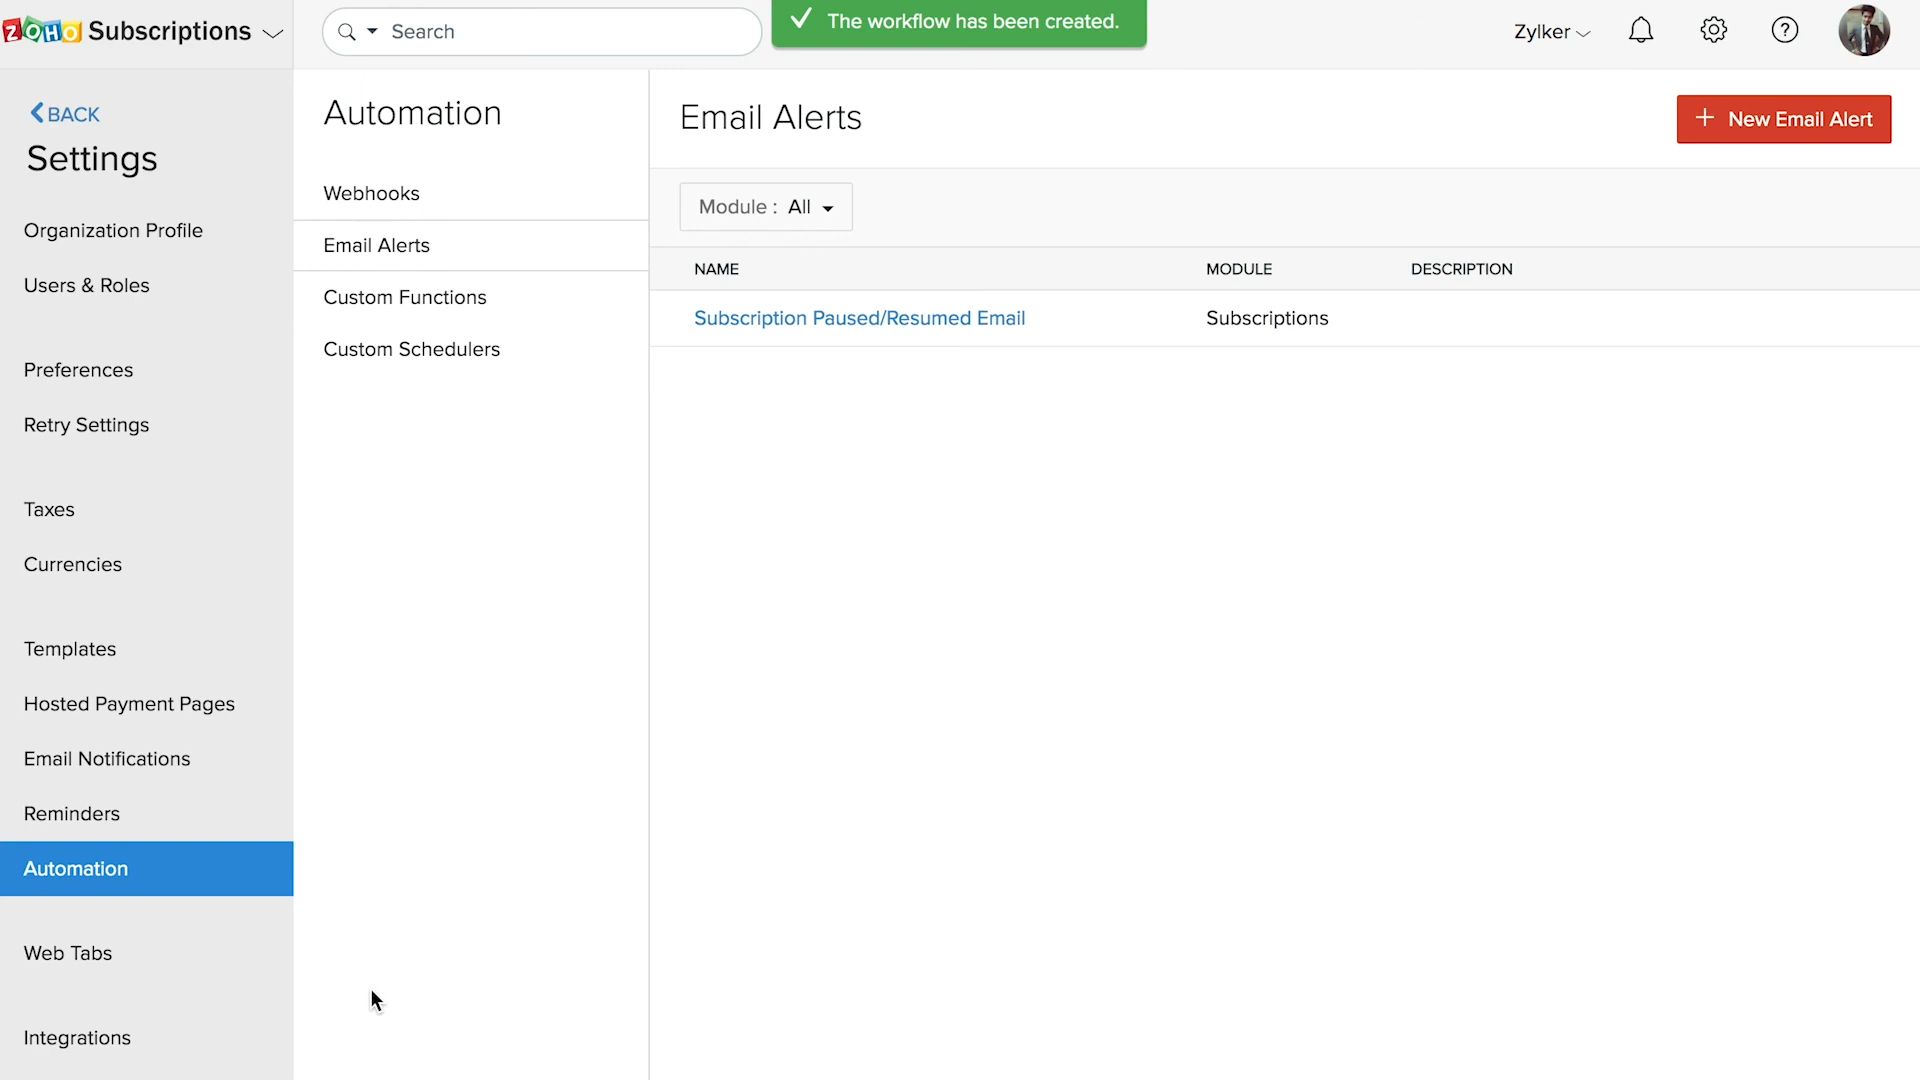 ZOHO Subscriptions
Search
The workflow has been created.
Zylker
BACK
Settings
Organization Profile
Users & Roles
Preferences
Retry Settings
Taxes
Currencies
Templates
Hosted Payment Pages
Email Notifications
Reminders
Automation
Web Tabs
Integrations
Automation
Webhooks
Email Alerts
Custom Functions
Custom Schedulers
Email Alerts
+ New Email Alert
Module : All
NAME MODULE DESCRIPTION
Subscription Paused/Resumed Email Subscriptions